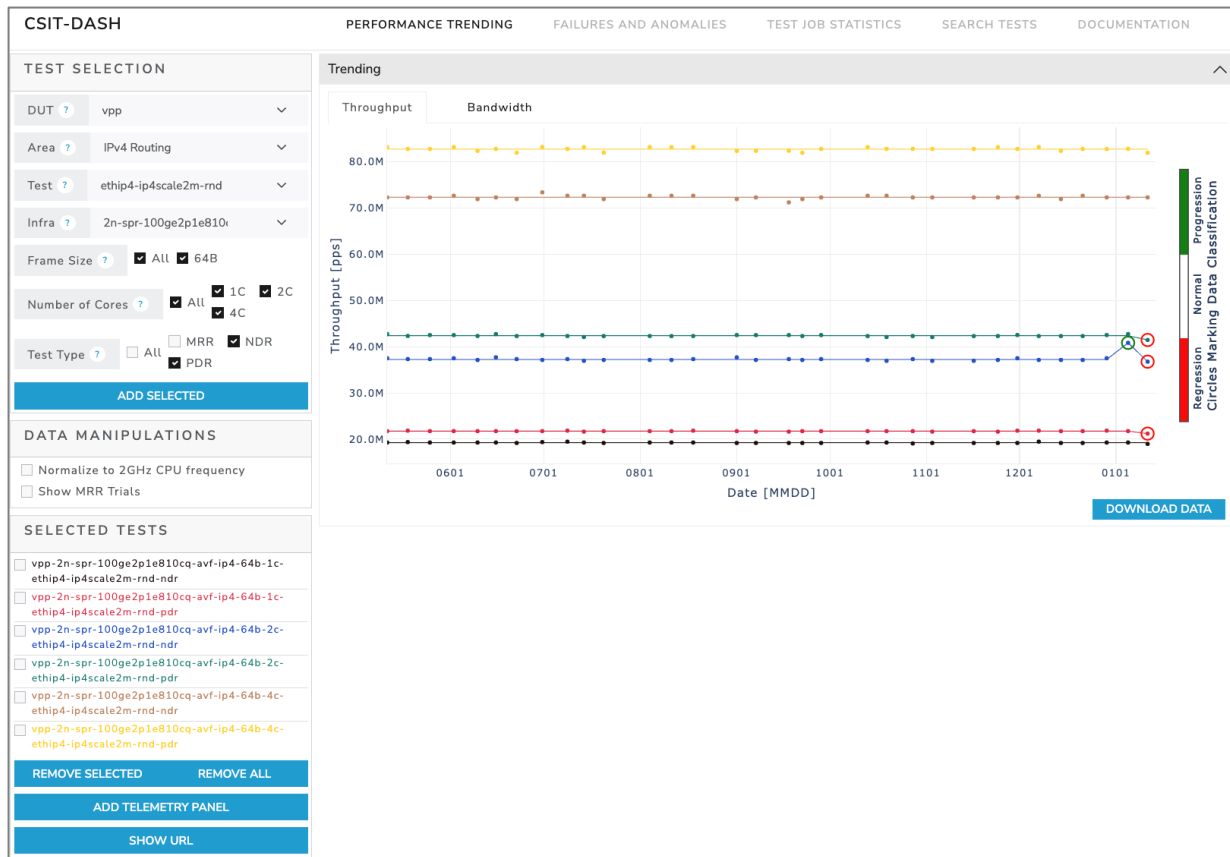 CSIT-DASH
PERFORMANCE TRENDING
FAILURES AND ANOMALIES
TEST JOB STATISTICS
SEARCH TESTS
DOCUMENTATION
TEST SELECTION
DUT ?
vpp
Area ?
IPv4 Routing
Test ?
ethip4-ip4scale2m-rnd
Infra ?
2n-spr-100ge2p1e810
Frame Size ?
All
64B
Number of Cores ?
All
1C
2C
4C
Test Type ?
All
MRR
NDR
PDR
ADD SELECTED
DATA MANIPULATIONS
Normalize to 2GHz CPU frequency
Show MRR Trials
SELECTED TESTS
vpp-2n-spr-100ge2p1e810cq-avf-ip4-64b-1c-
ethip4-ip4scale2m-rnd-ndr
vpp-2n-spr-100ge2p1e810cq-avf-ip4-64b-1c-
ethip4-ip4scale2m-rnd-pdr
vpp-2n-spr-100ge2p1e810cq-avf-ip4-64b-2c-
ethip4-ip4scale2m-rnd-ndr
vpp-2n-spr-100ge2p1e810cq-avf-ip4-64b-2c-
ethip4-ip4scale2m-rnd-pdr
vpp-2n-spr-100ge2p1e810cq-avf-ip4-64b-4c-
ethip4-ip4scale2m-rnd-ndr
vpp-2n-spr-100ge2p1e810cq-avf-ip4-64b-4c-
ethip4-ip4scale2m-rnd-pdr
REMOVE SELECTED
REMOVE ALL
ADD TELEMETRY PANEL
SHOW URL
Trending
Throughput
Bandwidth
Throughput [pps]
80.0M
70.0M
60.0M
50.0M
40.0M
30.0M
20.0M
0601
0701
0801
0901
1001
1101
1201
0101
Date [MMDD]
Progression
Normal
Regression
Circles Marking Data Classification
DOWNLOAD DATA